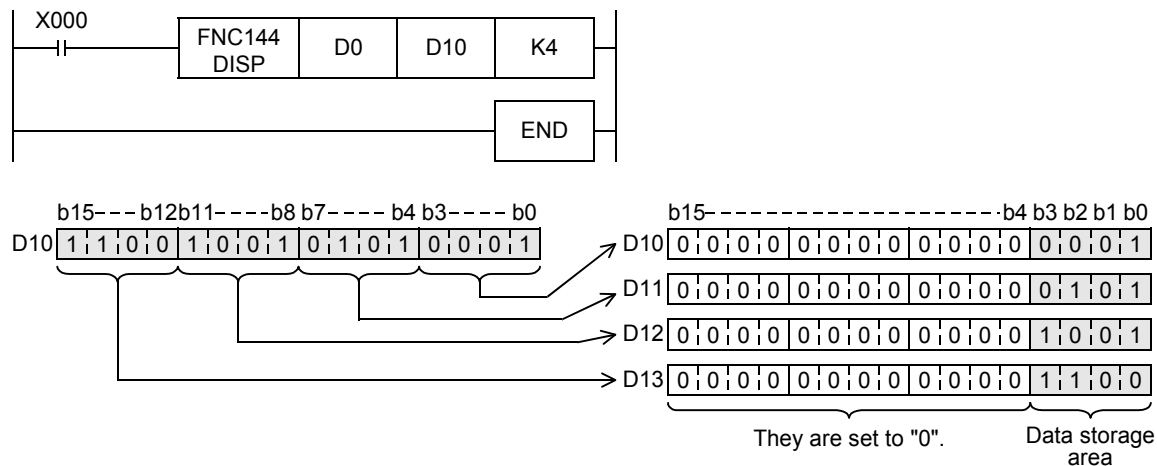 X000
FNC144 DISP D0 D10 K4
END
b15 b12 b11 b8 b7 b4 b3 b0
D10 1 1 0 0 1 0 0 1 0 1 0 1 0 0 0 1
b15 b4 b3 b2 b1 b0
D10 0 0 0 0 0 0 0 0 0 0 0 0 0 0 0 1
D11 0 0 0 0 0 0 0 0 0 0 0 0 0 1 0 1
D12 0 0 0 0 0 0 0 0 0 0 0 0 1 0 0 1
D13 0 0 0 0 0 0 0 0 0 0 0 0 1 1 0 0
They are set to "0".
Data storage
area